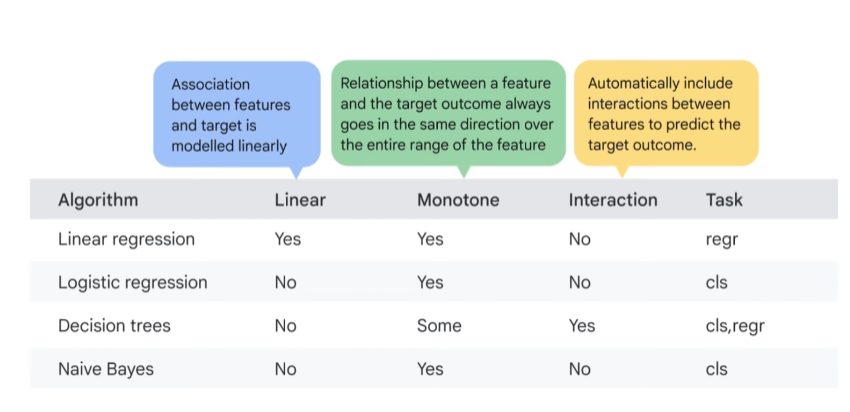 Association
between features
and target is
modelled linearly
Relationship between a feature
and the target outcome always
goes in the same direction over
the entire range of the feature
Automatically include
interactions between
features to predict the
target outcome.
Algorithm Linear Monotone Interaction Task
Linear regression Yes Yes No regr
Logistic regression No Yes No cls
Decision trees No Some Yes cls,regr
Naive Bayes No Yes No cls